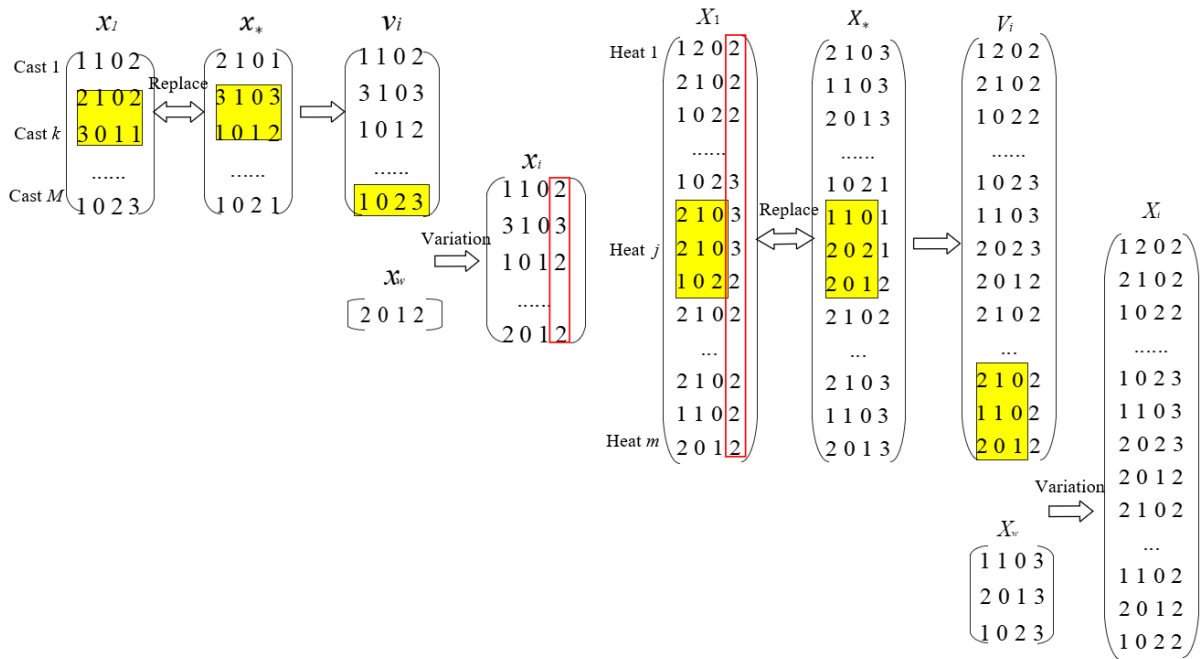 x₁
x*
vᵢ
Cast 1
1 1 0 2
2 1 0 1
1 1 0 2
2 1 0 2
Replace
3 1 0 3
3 1 0 3
Cast k
3 0 1 1
1 0 1 2
1 0 1 2
......
......
......
Cast M
1 0 2 3
1 0 2 1
1 0 2 3
xᵢ
1 1 0 2
3 1 0 3
Variation
1 0 1 2
......
2 0 1 2
x_w
2 0 1 2
X₁
X*
Vᵢ
Heat 1
1 2 0 2
2 1 0 3
1 2 0 2
2 1 0 2
1 1 0 3
2 1 0 2
1 0 2 2
2 0 1 3
1 0 2 2
......
......
......
1 0 2 3
1 0 2 1
1 0 2 3
2 1 0 3
Replace
1 1 0 1
1 1 0 3
Heat j
2 1 0 3
2 0 2 1
2 0 2 3
1 0 2 2
2 0 1 2
2 0 1 2
2 1 0 2
2 1 0 2
2 1 0 2
...
...
...
2 1 0 2
2 1 0 3
2 1 0 2
1 1 0 2
1 1 0 3
1 1 0 2
Heat m
2 0 1 2
2 0 1 3
2 0 1 2
X_w
1 1 0 3
2 0 1 3
1 0 2 3
Variation
Xᵢ
1 2 0 2
2 1 0 2
1 0 2 2
......
1 0 2 3
1 1 0 3
2 0 2 3
2 0 1 2
2 1 0 2
...
1 1 0 2
2 0 1 2
1 0 2 2